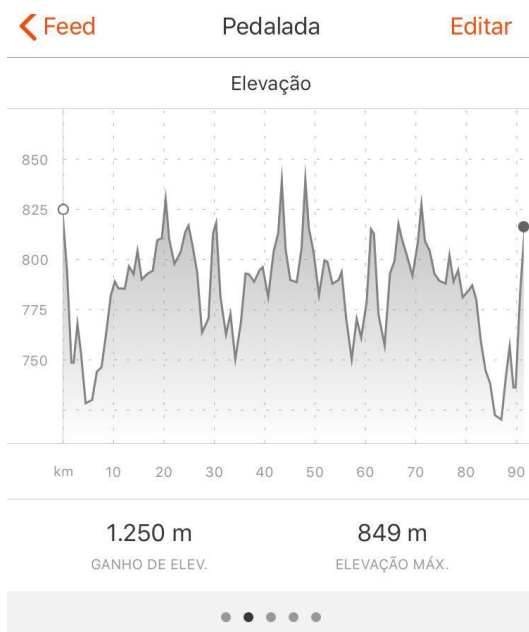 Feed Pedalada Editar
Elevação
850
825
800
775
750
km 10 20 30 40 50 60 70 80 90
1.250 m 849 m
GANHO DE ELEV. ELEVAÇÃO MÁX.